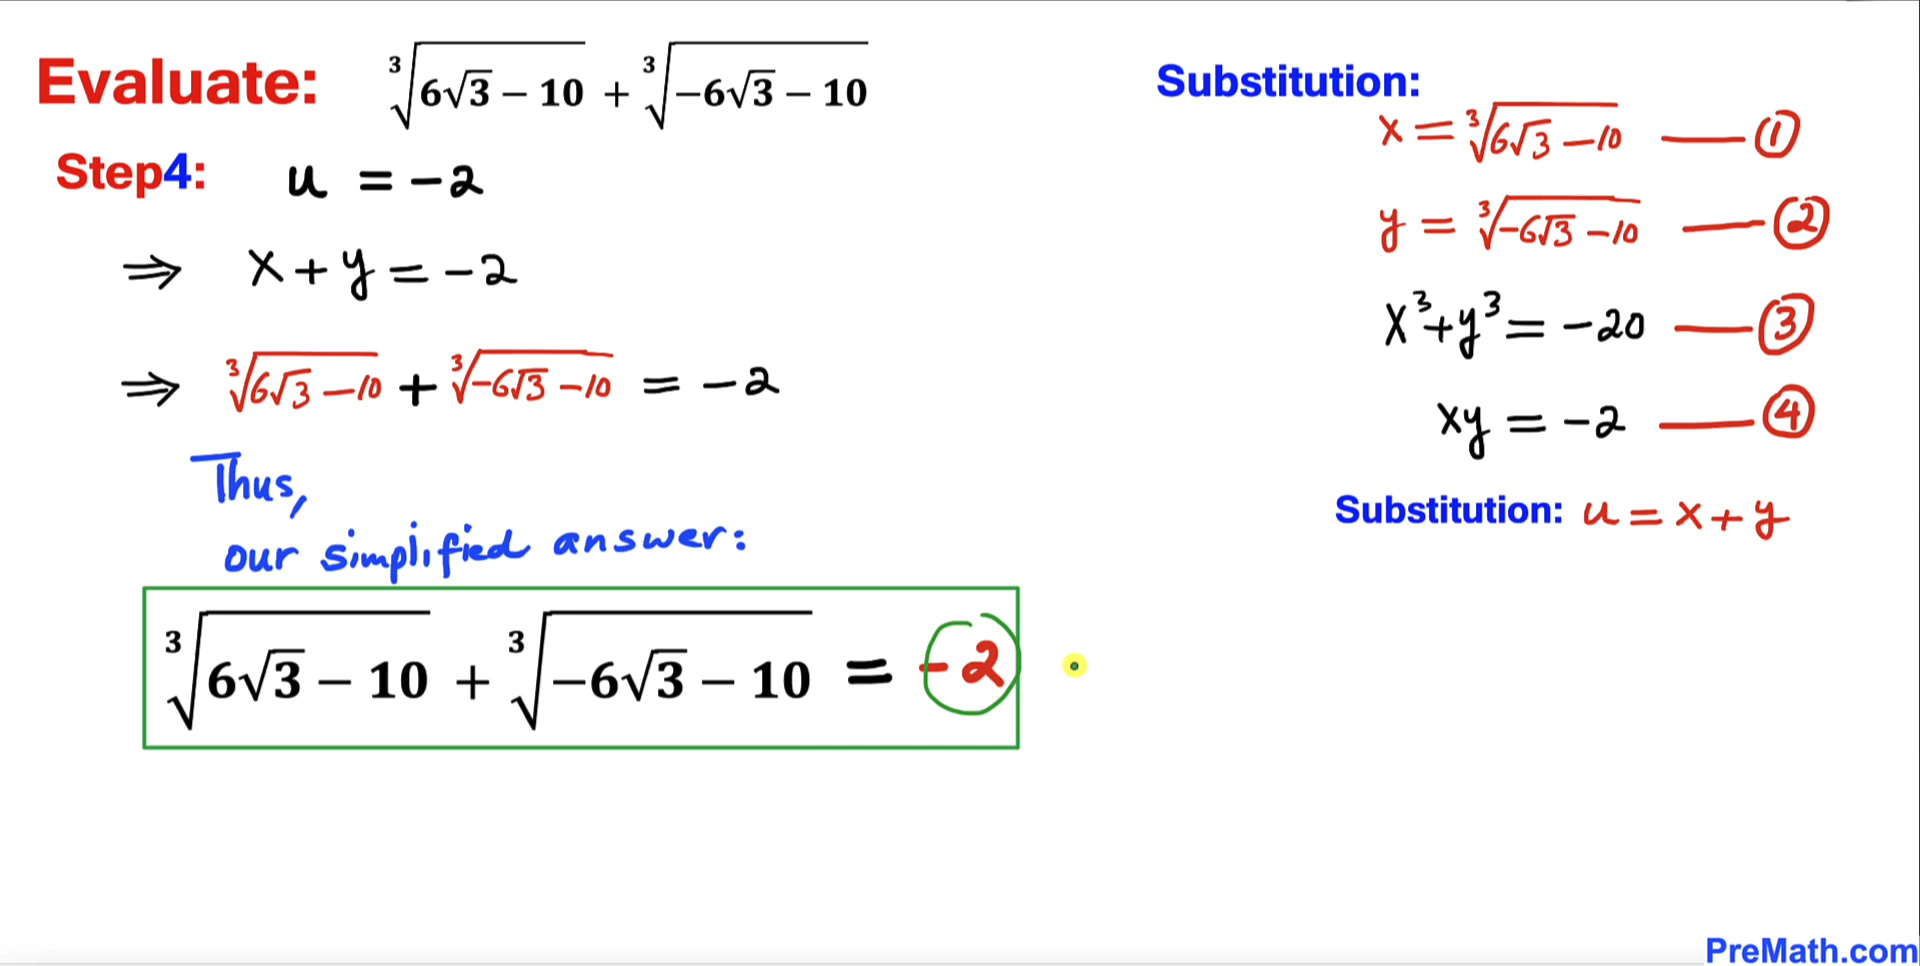 Evaluate: ∛(6√3 − 10) + ∛(−6√3 − 10)
Step4: u = −2
⇒ x + y = −2
⇒ ∛(6√3 − 10) + ∛(−6√3 − 10) = −2
Thus,
our simplified answer:
∛(6√3 − 10) + ∛(−6√3 − 10) = −2
Substitution:
x = ∛(6√3 − 10) — ①
y = ∛(−6√3 − 10) — ②
x³ + y³ = −20 — ③
xy = −2 — ④
Substitution: u = x + y
PreMath.com